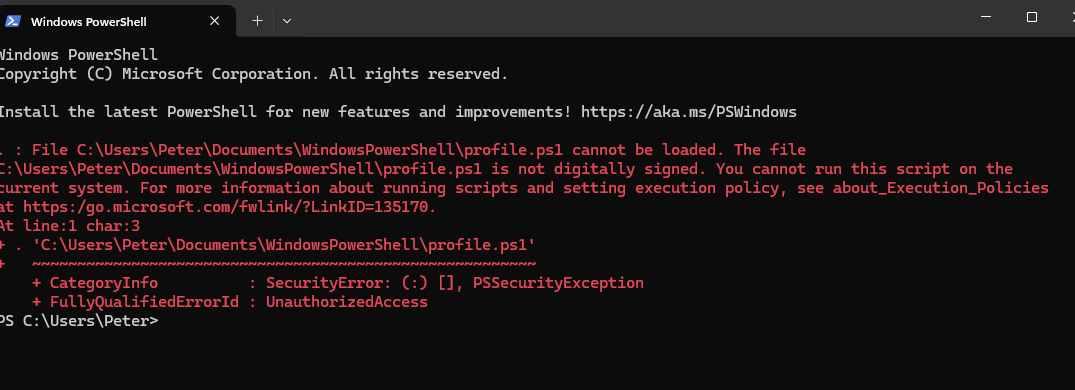 Windows PowerShell
Windows PowerShell
Copyright (C) Microsoft Corporation. All rights reserved.
Install the latest PowerShell for new features and improvements! https://aka.ms/PSWindows
. : File C:\Users\Peter\Documents\WindowsPowerShell\profile.ps1 cannot be loaded. The file
C:\Users\Peter\Documents\WindowsPowerShell\profile.ps1 is not digitally signed. You cannot run this script on the
current system. For more information about running scripts and setting execution policy, see about_Execution_Policies
at https:/go.microsoft.com/fwlink/?LinkID=135170.
At line:1 char:3
+ . 'C:\Users\Peter\Documents\WindowsPowerShell\profile.ps1'
+   ~~~~~~~~~~~~~~~~~~~~~~~~~~~~~~~~~~~~~~~~~~~~~~~~~~~~~~~~
    + CategoryInfo          : SecurityError: (:) [], PSSecurityException
    + FullyQualifiedErrorId : UnauthorizedAccess
PS C:\Users\Peter>